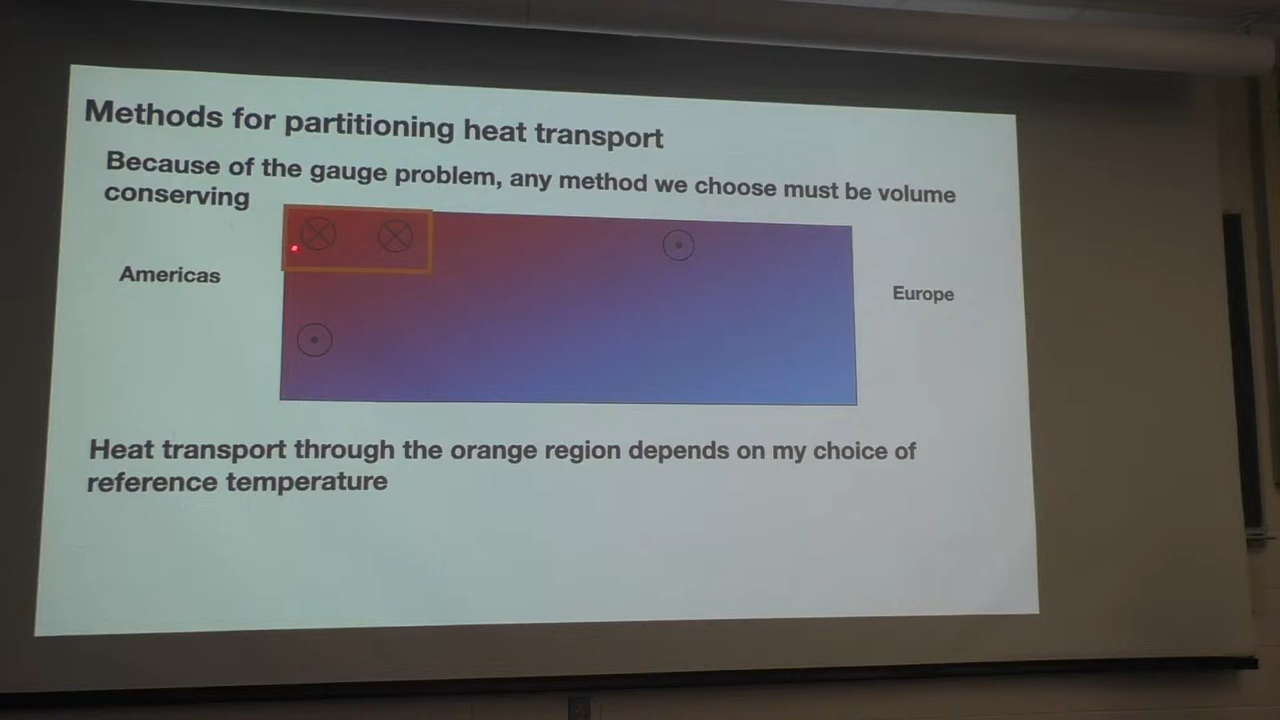 Methods for partitioning heat transport
Because of the gauge problem, any method we choose must be volume
conserving
Americas
Europe
Heat transport through the orange region depends on my choice of
reference temperature